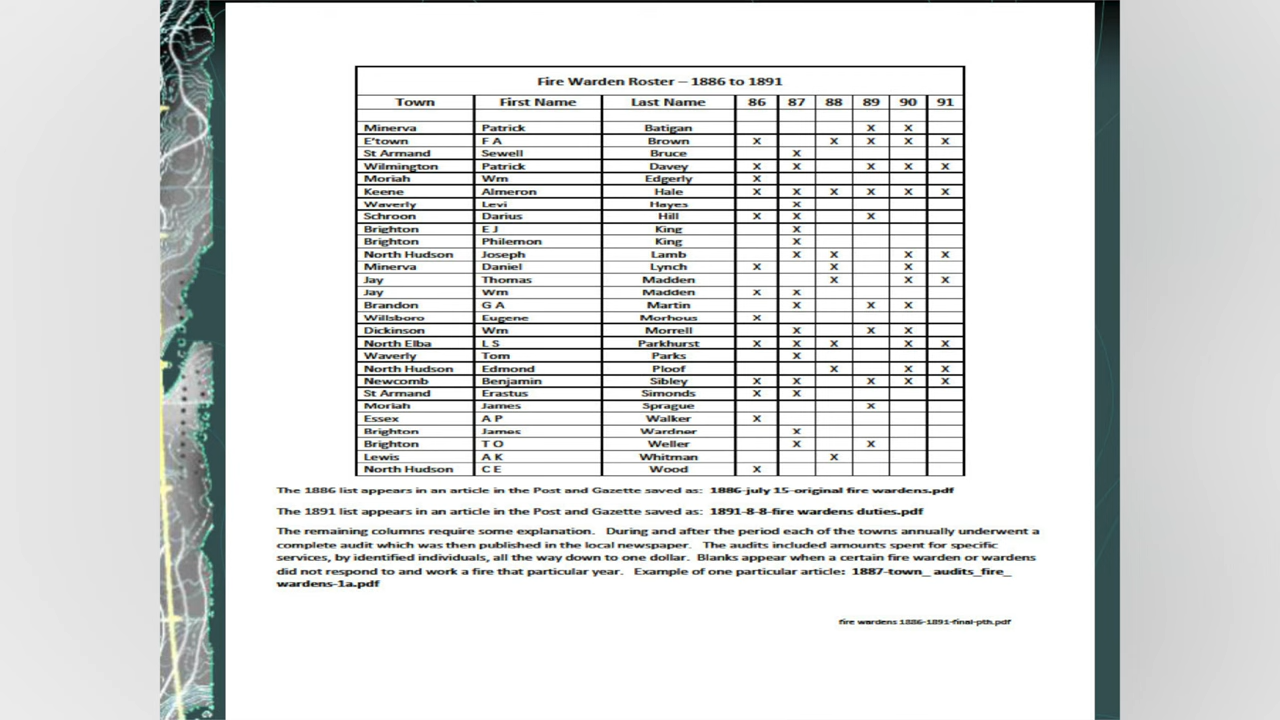 Fire Warden Roster – 1886 to 1891
Town First Name Last Name 86 87 88 89 90 91
Minerva Patrick Batigan X X
E'town F A Brown X X X X X
St Armand Sewell Bruce X
Wilmington Patrick Davey X X X X X
Moriah Wm Edgerly X
Keene Almeron Hale X X X X X X
Waverly Levi Hayes X
Schroon Darius Hill X X X
Brighton E J King X
Brighton Philemon King X
North Hudson Joseph Lamb X X X X
Minerva Daniel Lynch X X X
Jay Thomas Madden X X X
Jay Wm Madden X X
Brandon G A Martin X X X
Willsboro Eugene Morhous X
Dickinson Wm Morrell X X X
North Elba L S Parkhurst X X X X X
Waverly Tom Parks X
North Hudson Edmond Ploof X X X
Newcomb Benjamin Sibley X X X X X
St Armand Erastus Simonds X X
Moriah James Sprague X
Essex A P Walker X
Brighton James Wardner X
Brighton T O Weller X X
Lewis A K Whitman X
North Hudson C E Wood X
The 1886 list appears in an article in the Post and Gazette saved as: 1886-july 15-original fire wardens.pdf
The 1891 list appears in an article in the Post and Gazette saved as: 1891-8-8-fire wardens duties.pdf
The remaining columns require some explanation. During and after the period each of the towns annually underwent a
complete audit which was then published in the local newspaper. The audits included amounts spent for specific
services, by identified individuals, all the way down to one dollar. Blanks appear when a certain fire warden or wardens
did not respond to and work a fire that particular year. Example of one particular article: 1887-town_ audits_fire_
wardens-1a.pdf
fire wardens 1886-1891-final-pth.pdf